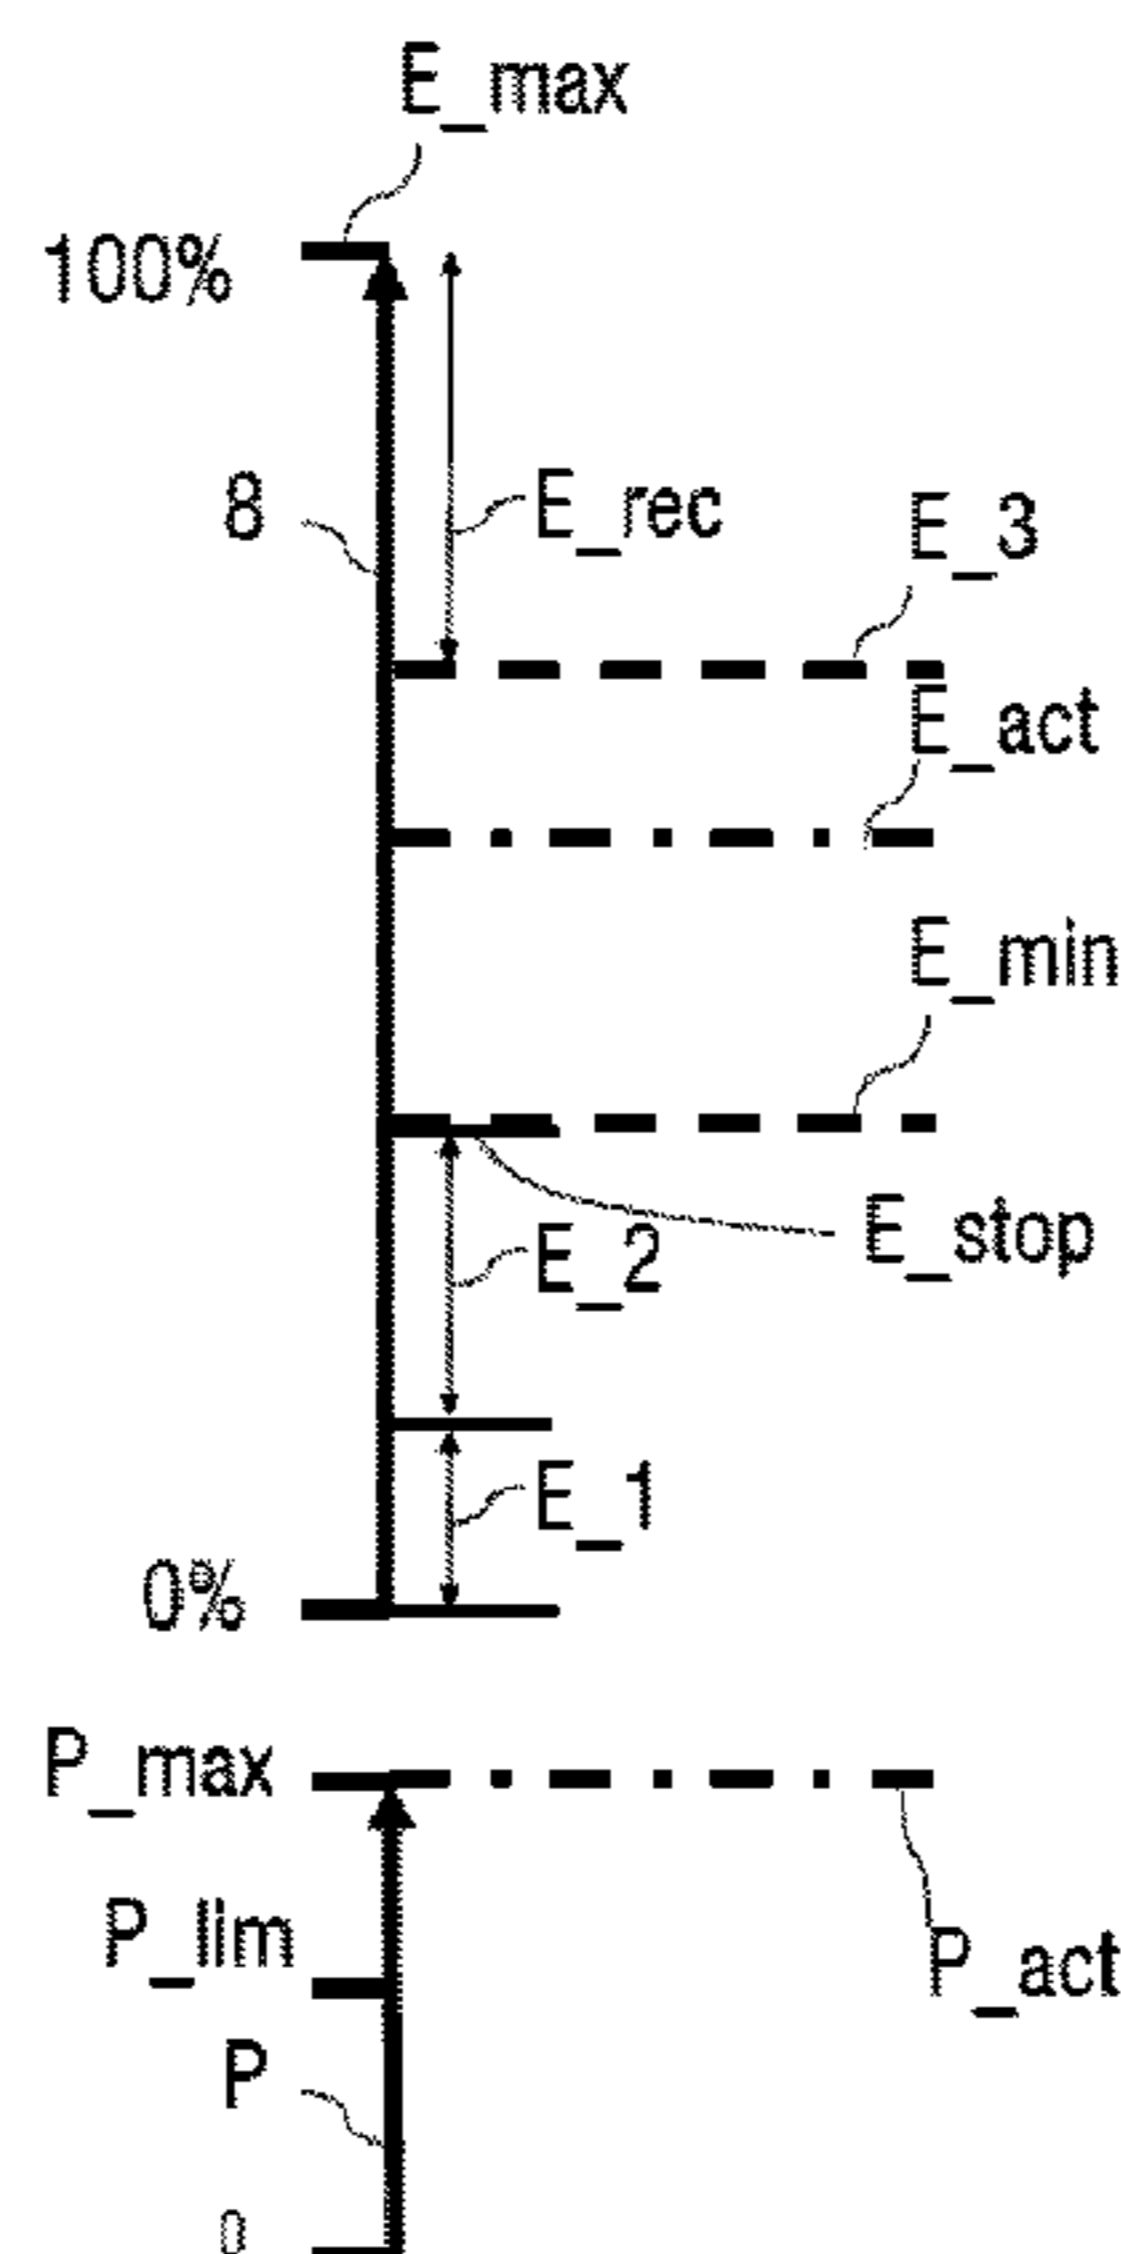 E_max
100%
8
E_rec
E_3
E_act
E_min
E_stop
E_2
E_1
0%
P_max
P_lim
P_act
P
0